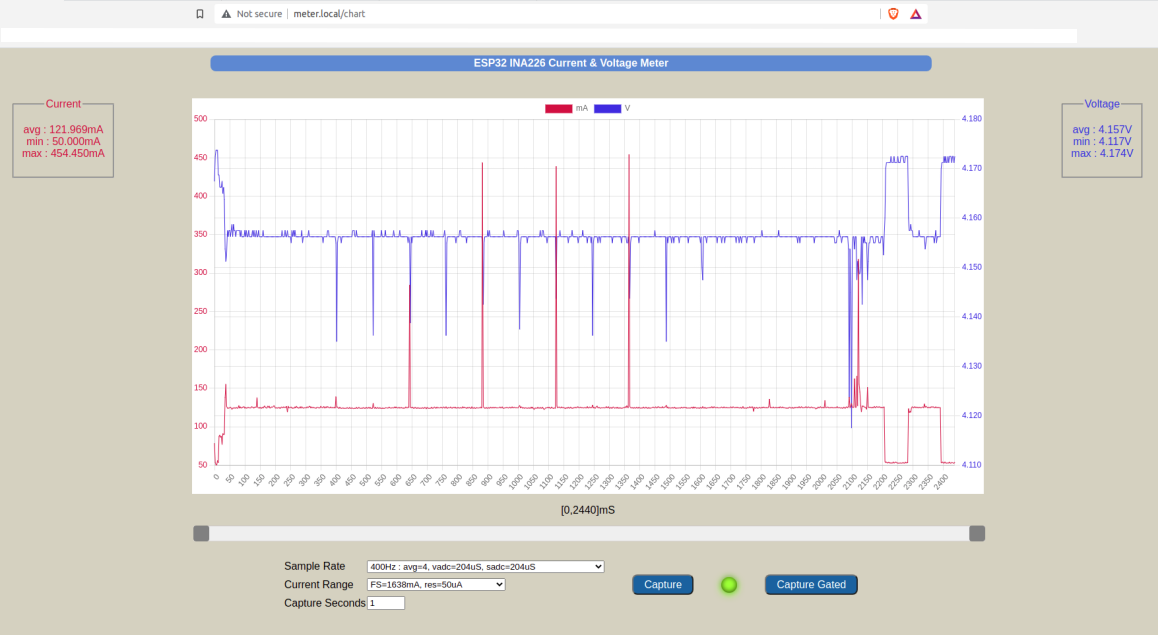 Not secure | meter.local/chart
ESP32 INA226 Current & Voltage Meter
Current
avg : 121.969mA
min : 50.000mA
max : 454.450mA
Voltage
avg : 4.157V
min : 4.117V
max : 4.174V
mA V
500 4.180
450 4.170
400 4.160
350 4.150
300 4.140
250 4.130
200 4.120
150 4.110
100
50
0 50 100 150 200 250 300 350 400 450 500 550 600 650 700 750 800 850 900 950 1000 1050 1100 1150 1200 1250 1300 1350 1400 1450 1500 1550 1600 1650 1700 1750 1800 1850 1900 1950 2000 2050 2100 2150 2200 2250 2300 2350 2400
[0,2440]mS
Sample Rate 400Hz : avg=4, vadc=204uS, sadc=204uS
Current Range FS=1638mA, res=50uA
Capture Seconds 1
Capture Capture Gated